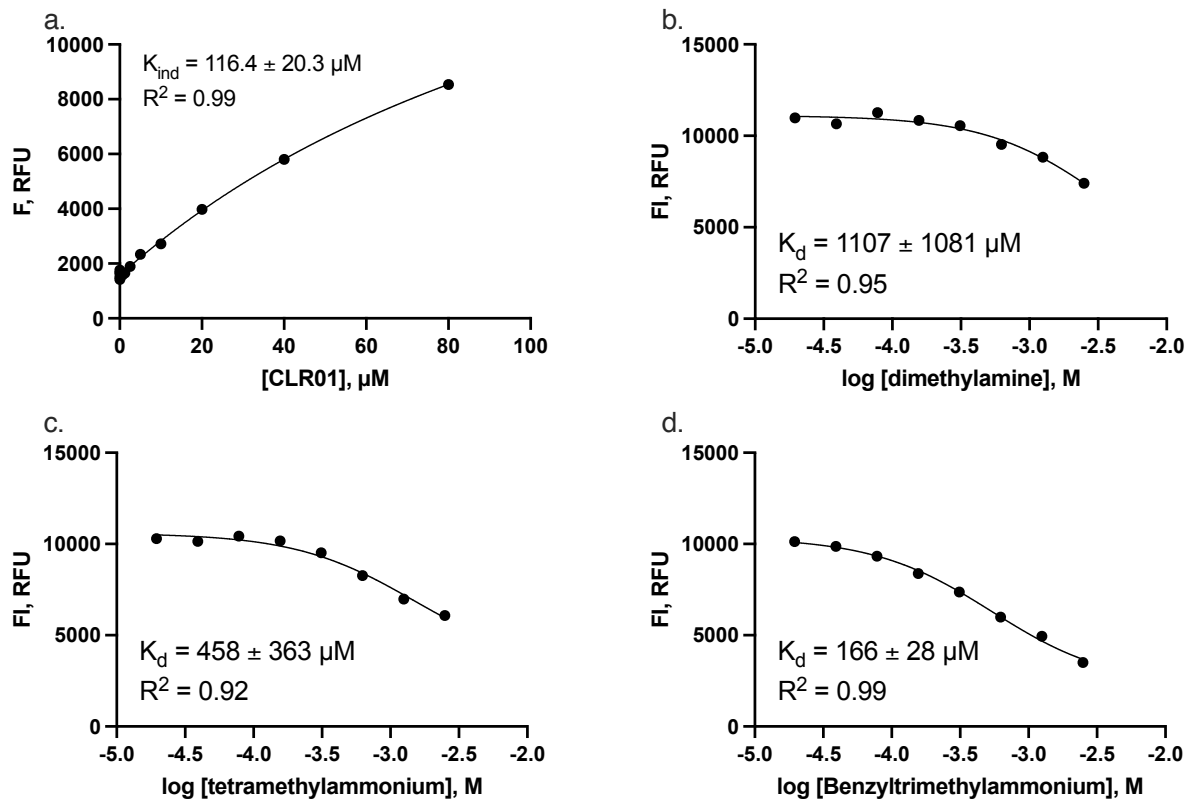 a.
10000
8000
6000
4000
2000
0
F, RFU
K_ind = 116.4 ± 20.3 µM
R² = 0.99
0 20 40 60 80 100
[CLR01], µM
b.
15000
10000
5000
0
FI, RFU
K_d = 1107 ± 1081 µM
R² = 0.95
-5.0 -4.5 -4.0 -3.5 -3.0 -2.5 -2.0
log [dimethylamine], M
c.
15000
10000
5000
0
FI, RFU
K_d = 458 ± 363 µM
R² = 0.92
-5.0 -4.5 -4.0 -3.5 -3.0 -2.5 -2.0
log [tetramethylammonium], M
d.
15000
10000
5000
0
FI, RFU
K_d = 166 ± 28 µM
R² = 0.99
-5.0 -4.5 -4.0 -3.5 -3.0 -2.5 -2.0
log [Benzyltrimethylammonium], M